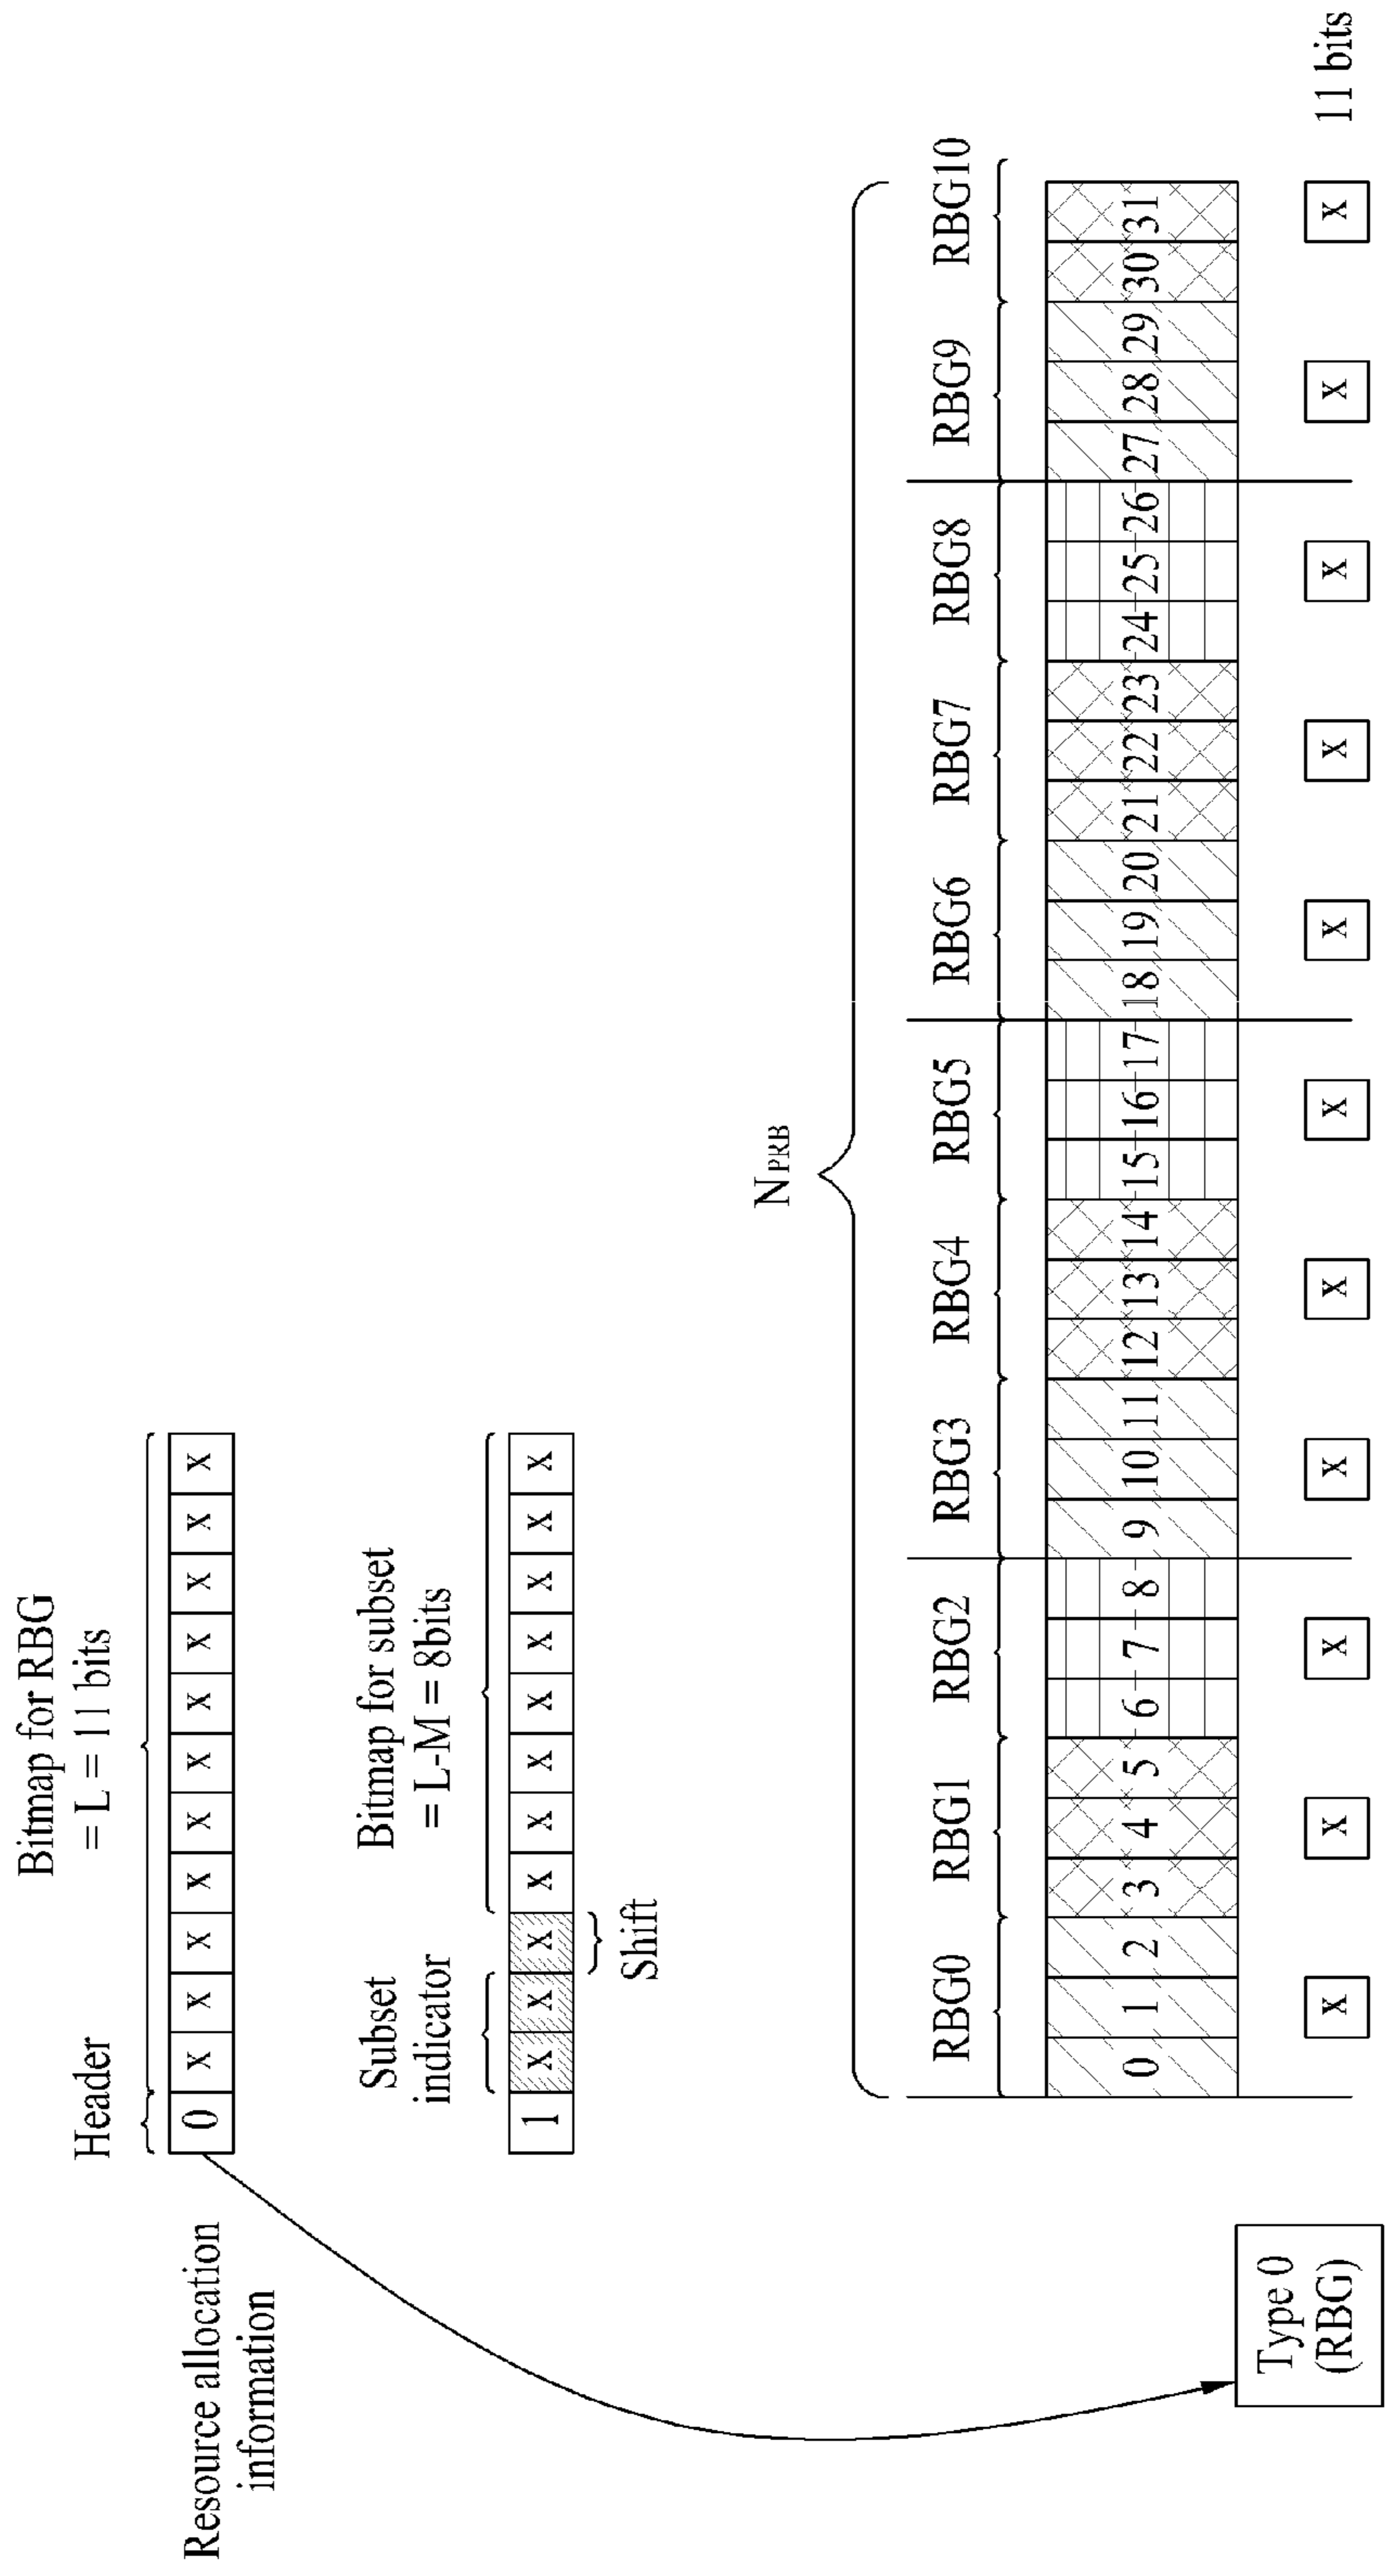 Header
Bitmap for RBG
= L = 11 bits
Resource allocation
information
0 X X X X X X X X X X X
Subset
indicator
Bitmap for subset
= L-M = 8bits
1 X X X X X X X X X X X
Shift
NPRB
RBG0 RBG1 RBG2 RBG3 RBG4 RBG5 RBG6 RBG7 RBG8 RBG9 RBG10
0 1 2 3 4 5 6 7 8 9 10 11 12 13 14 15 16 17 18 19 20 21 22 23 24 25 26 27 28 29 30 31
Type 0
(RBG)
X X X X X X X X X X X 11 bits